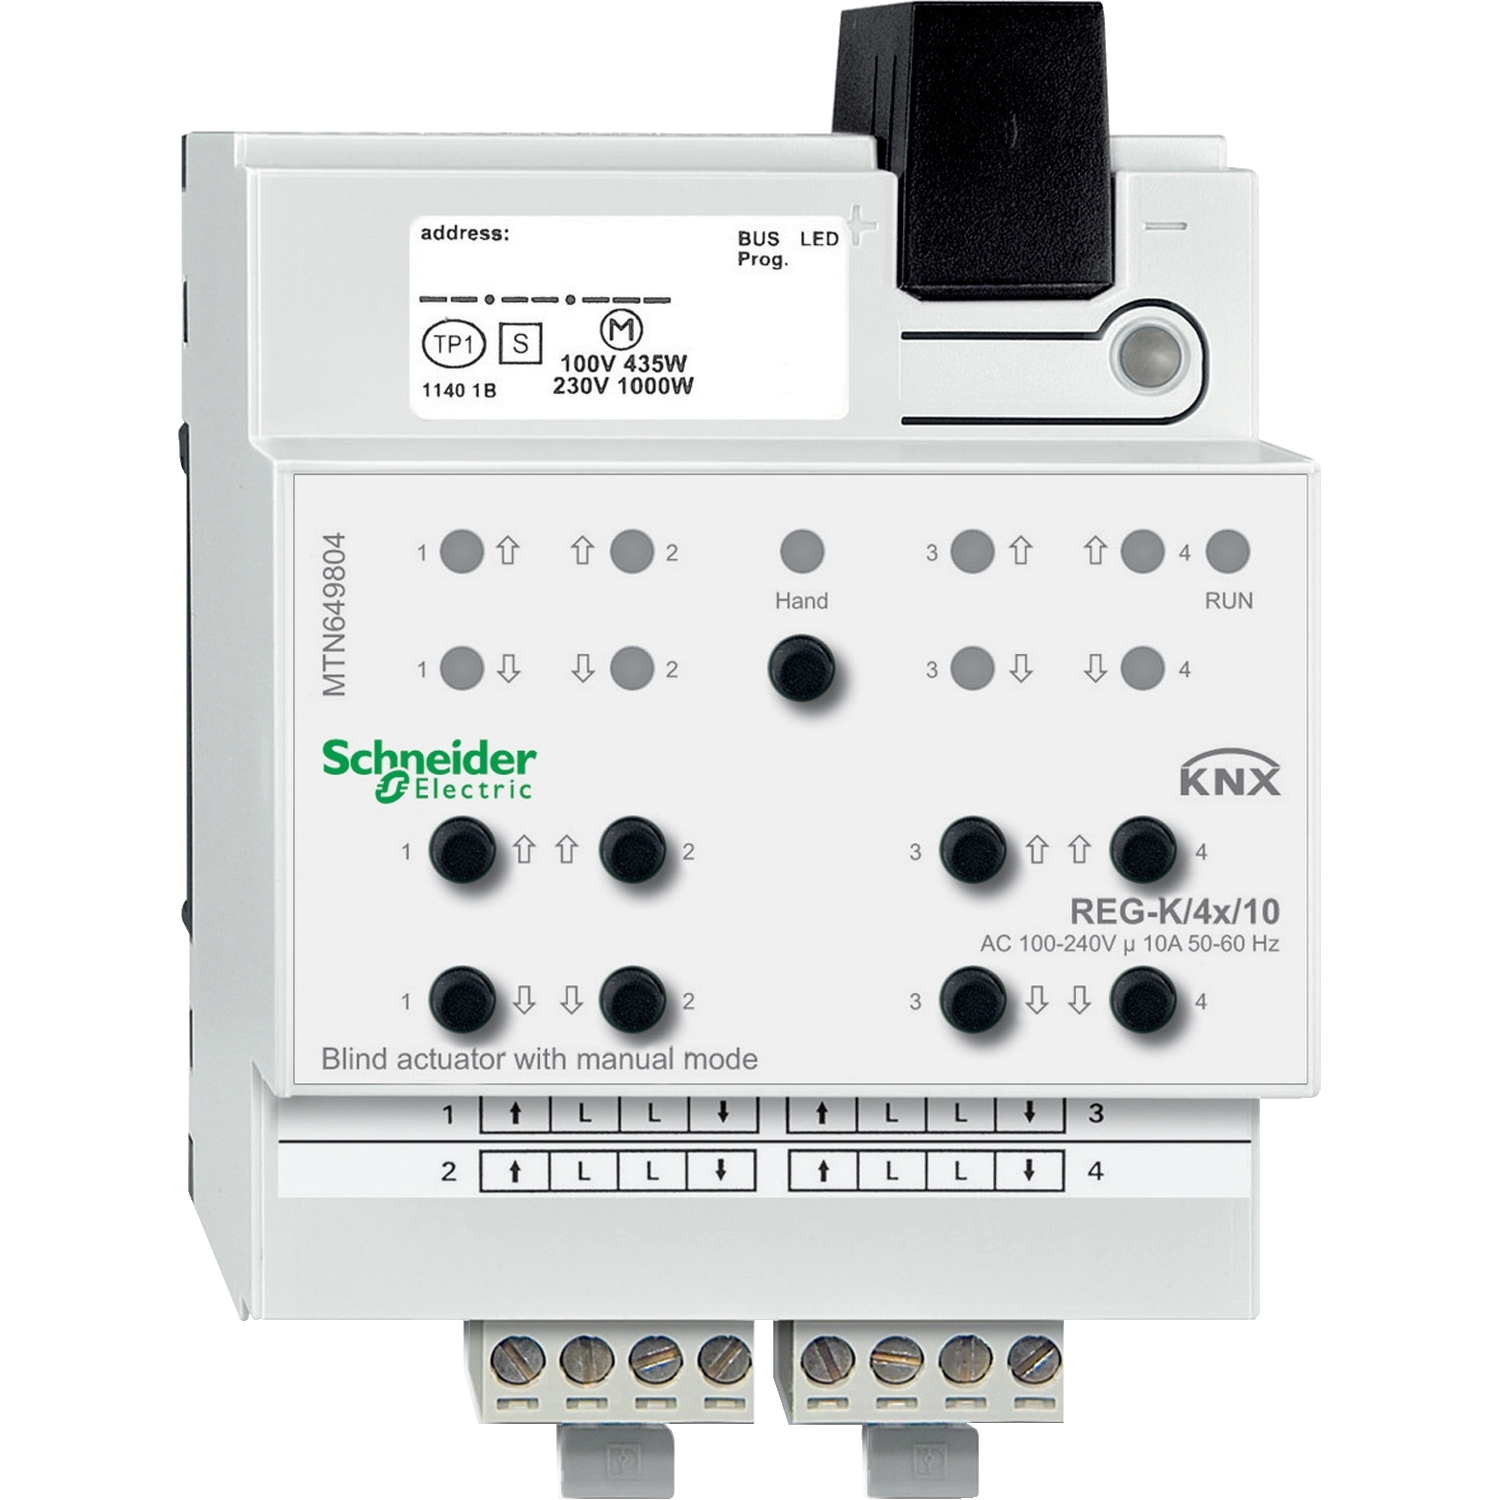 address:
BUS LED
Prog.
TP1 S M
100V 435W
1140 1B 230V 1000W
MTN649804
1 2 3 4
Hand RUN
1 2 3 4
Schneider
Electric
KNX
1 2 3 4
REG-K/4x/10
AC 100-240V µ 10A 50-60 Hz
1 2 3 4
Blind actuator with manual mode
1 L L L L 3
2 L L L L 4